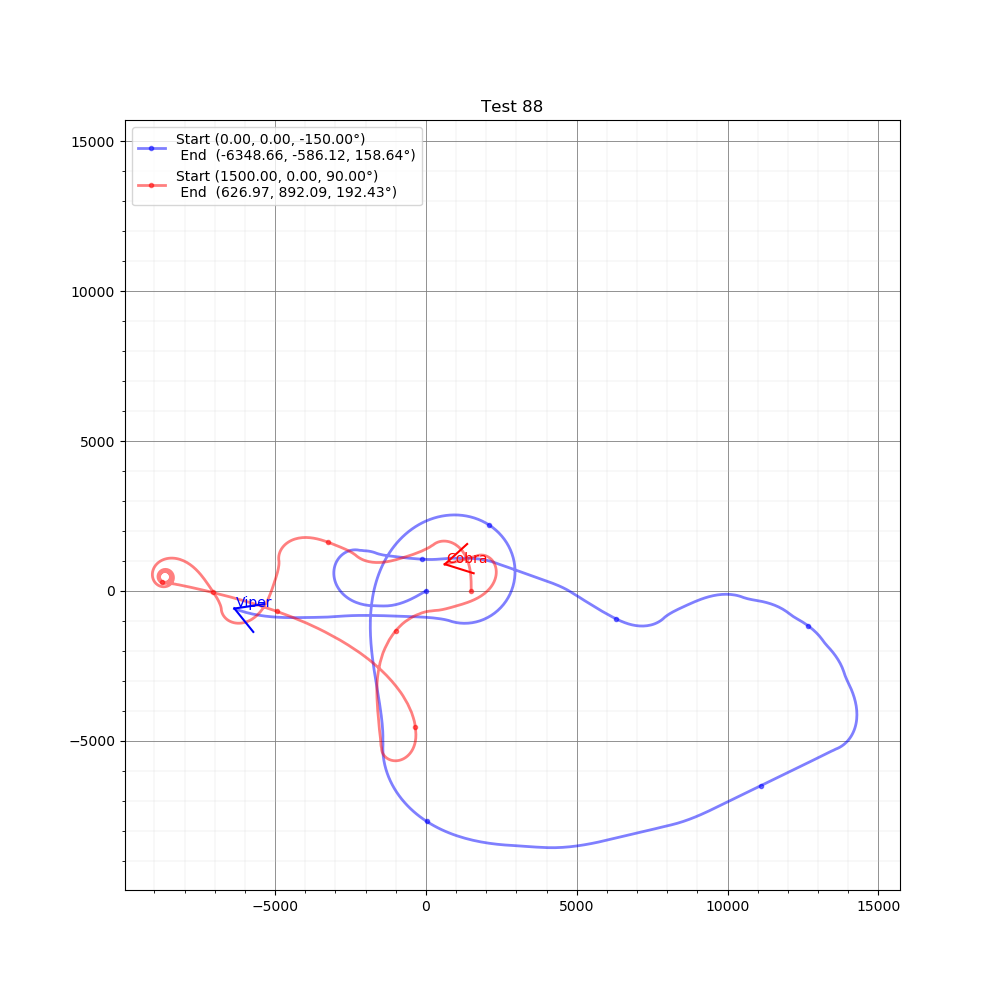 Test 88
Start (0.00, 0.00, -150.00°)
End  (-6348.66, -586.12, 158.64°)
Start (1500.00, 0.00, 90.00°)
End  (626.97, 892.09, 192.43°)
15000
10000
5000
0
−5000
Cobra
Viper
−5000
0
5000
10000
15000